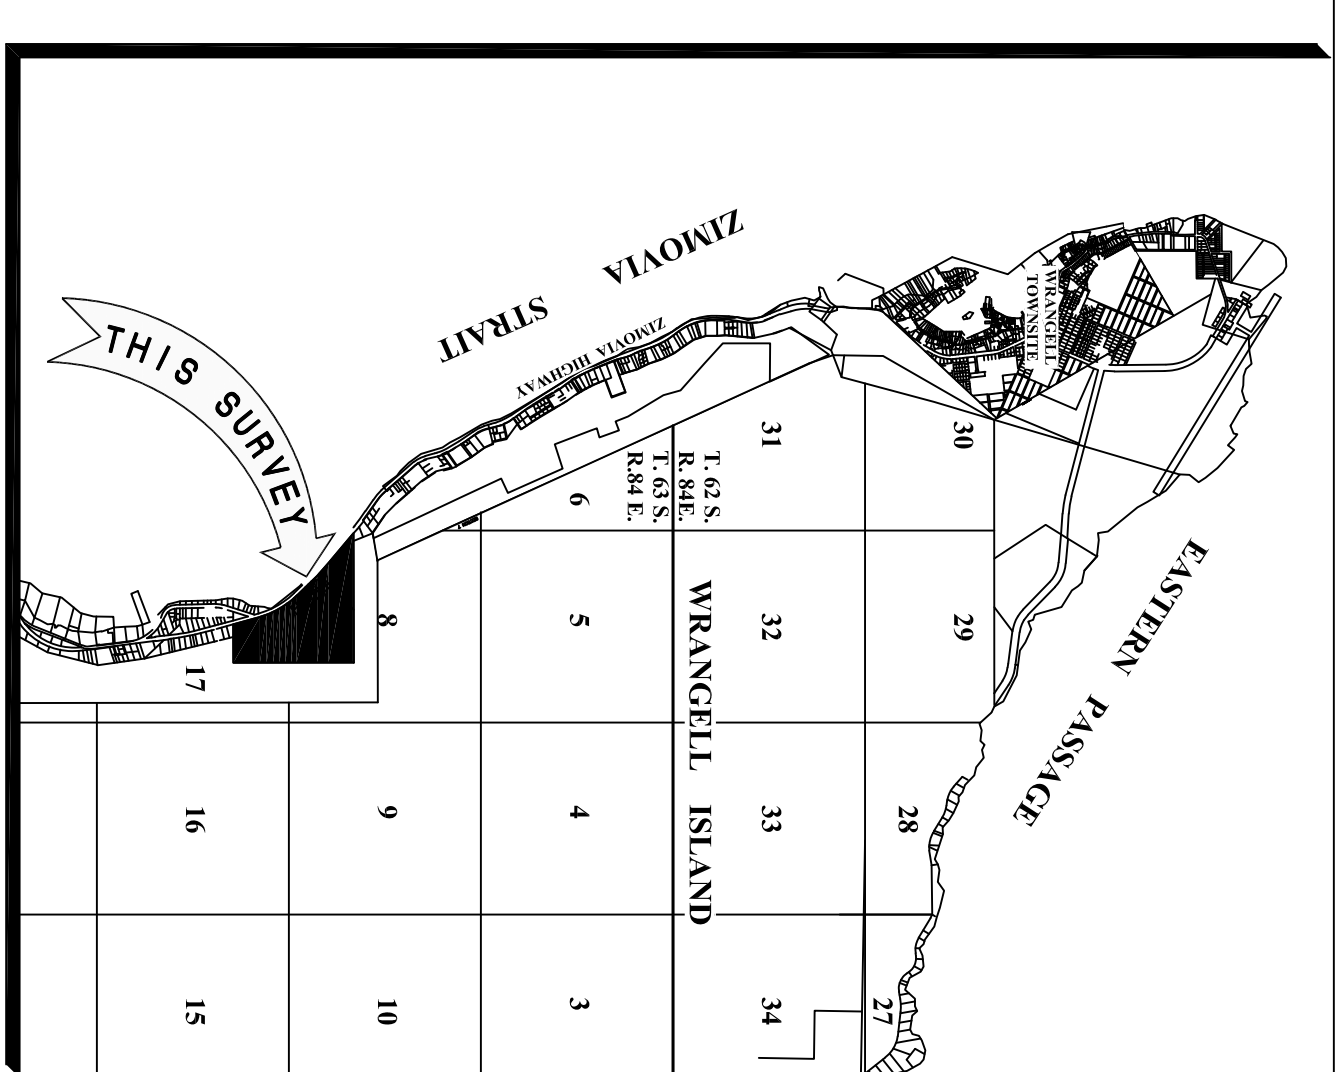 ZIMOVIA
STRAIT
ZIMOVIA HIGHWAY
WRANGELL
TOWNSITE
THIS SURVEY
EASTERN
PASSAGE
WRANGELL ISLAND
T. 62 S.
R. 84E.
T. 63 S.
R.84 E.
30
29
28
27
31
32
33
34
6
5
4
3
8
9
10
17
16
15